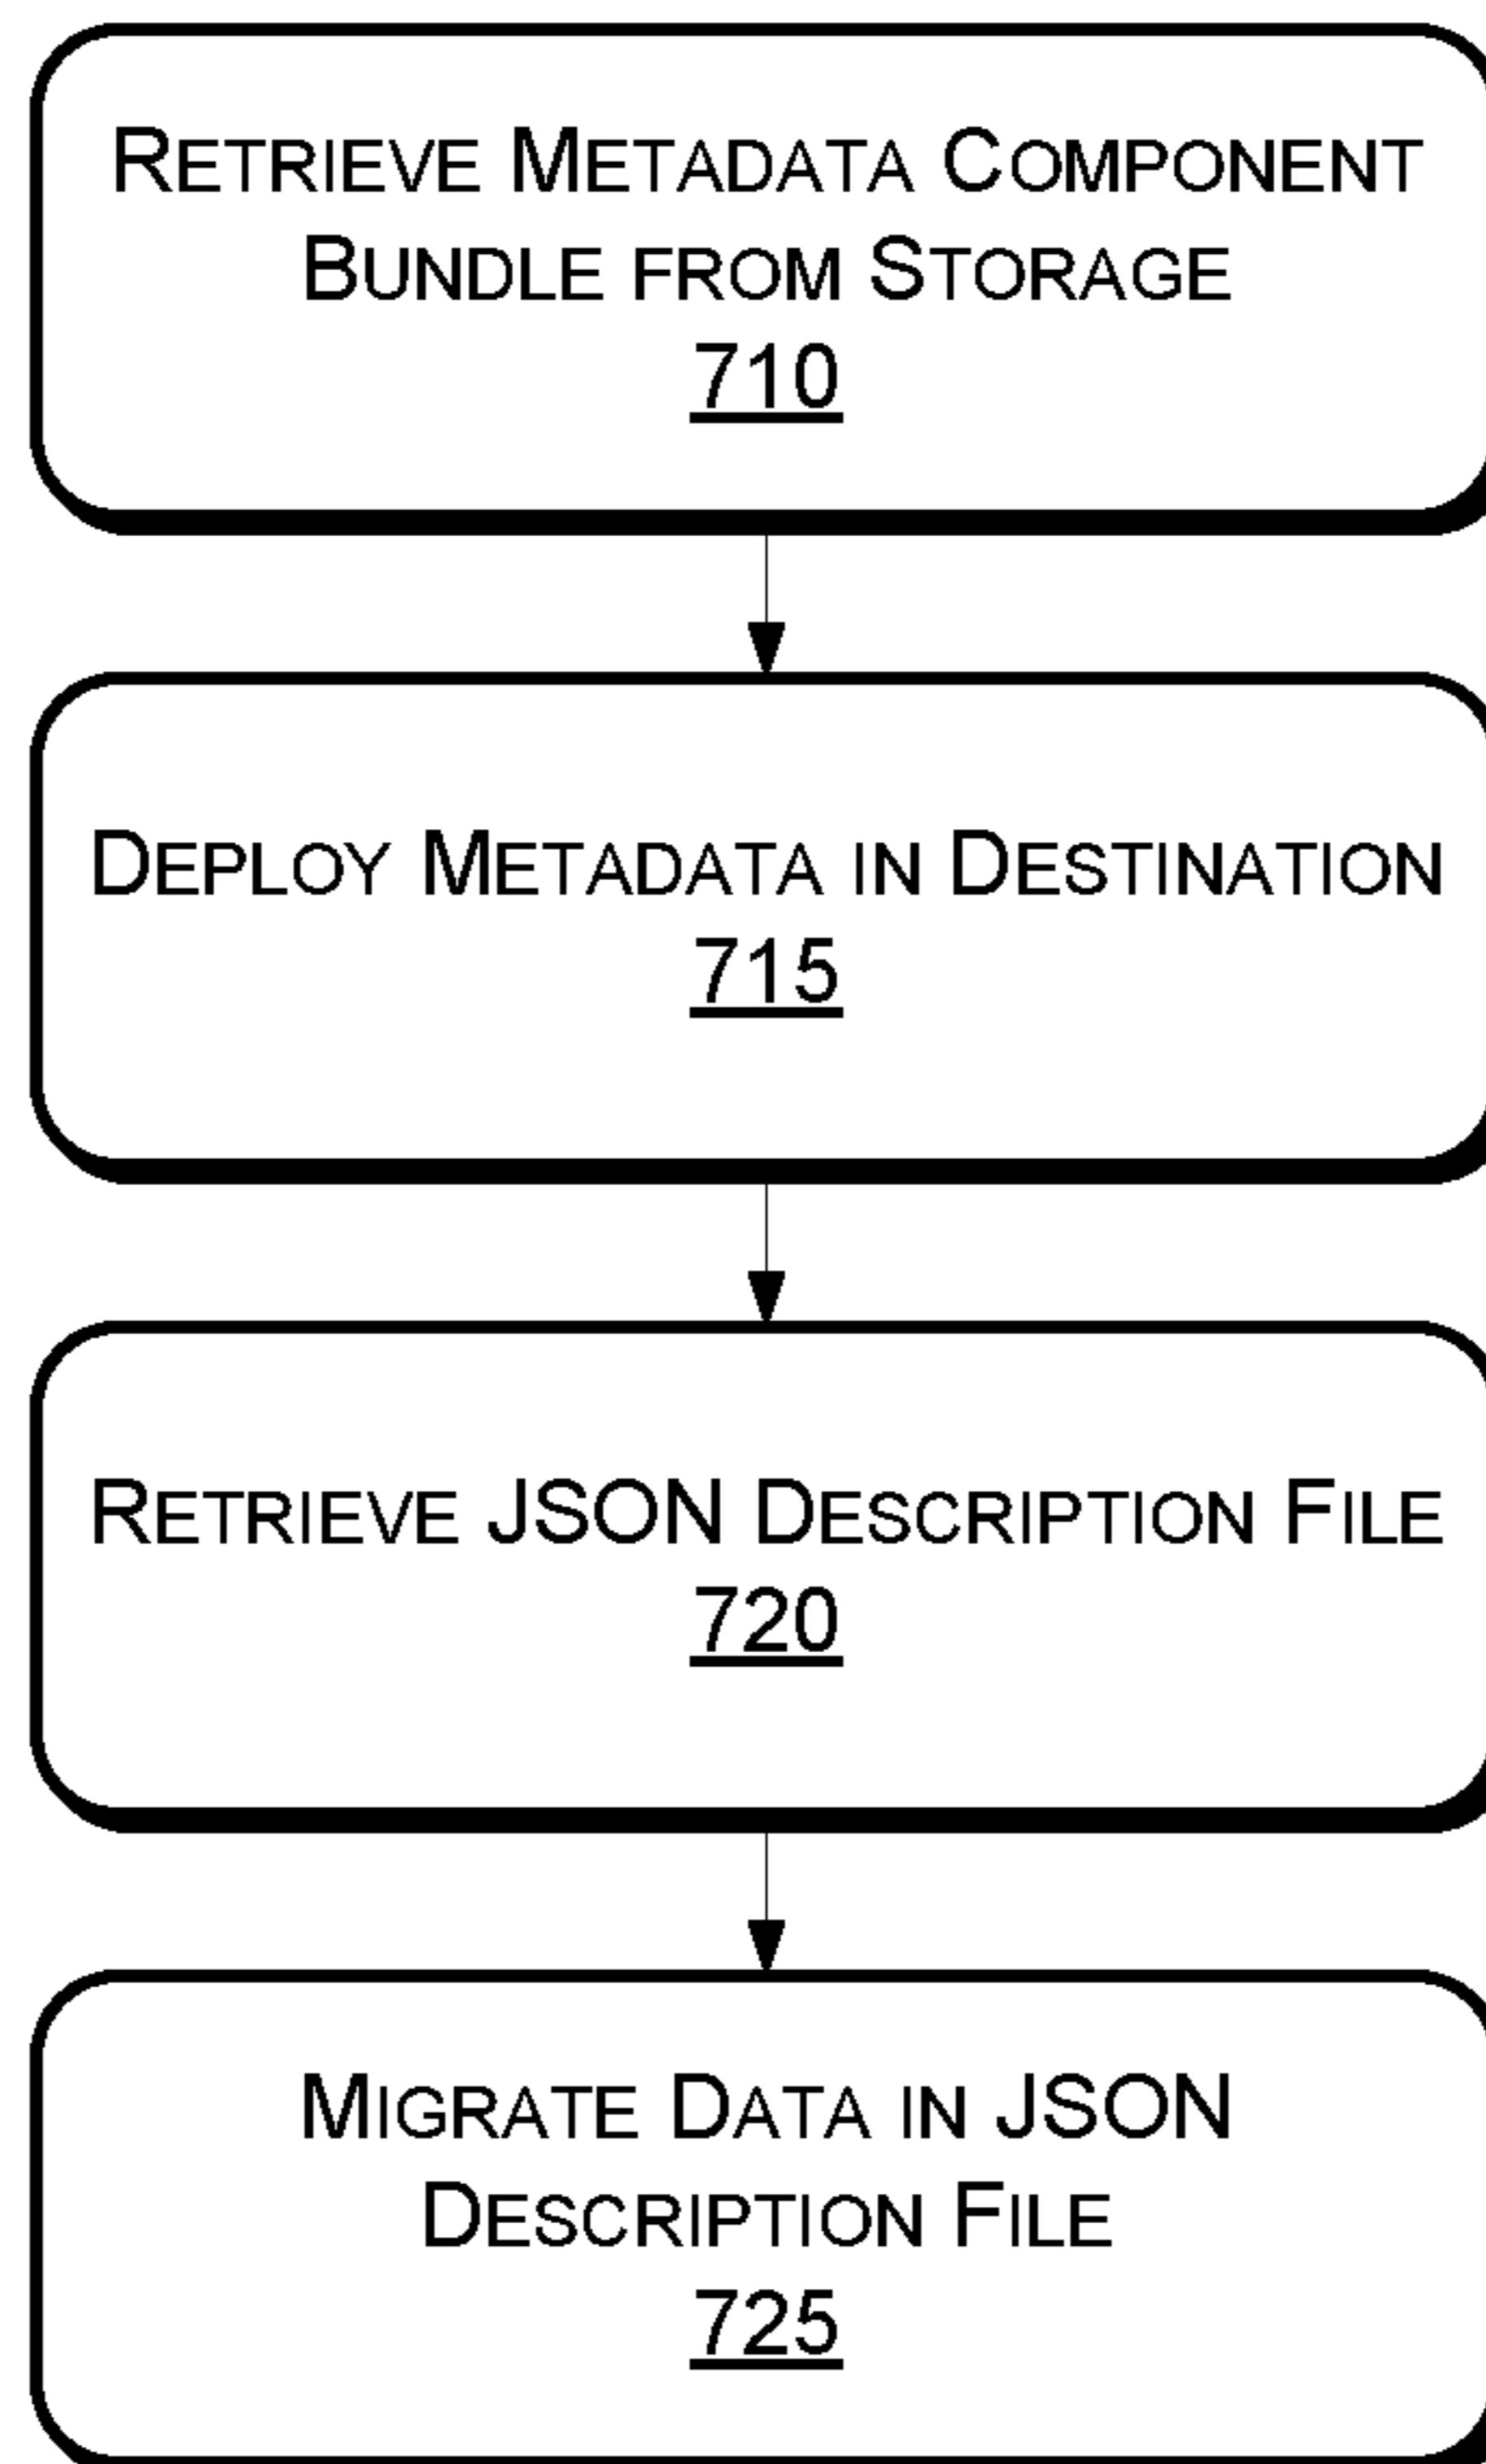 RETRIEVE METADATA COMPONENT
BUNDLE FROM STORAGE
710
DEPLOY METADATA IN DESTINATION
715
RETRIEVE JSON DESCRIPTION FILE
720
MIGRATE DATA IN JSON
DESCRIPTION FILE
725